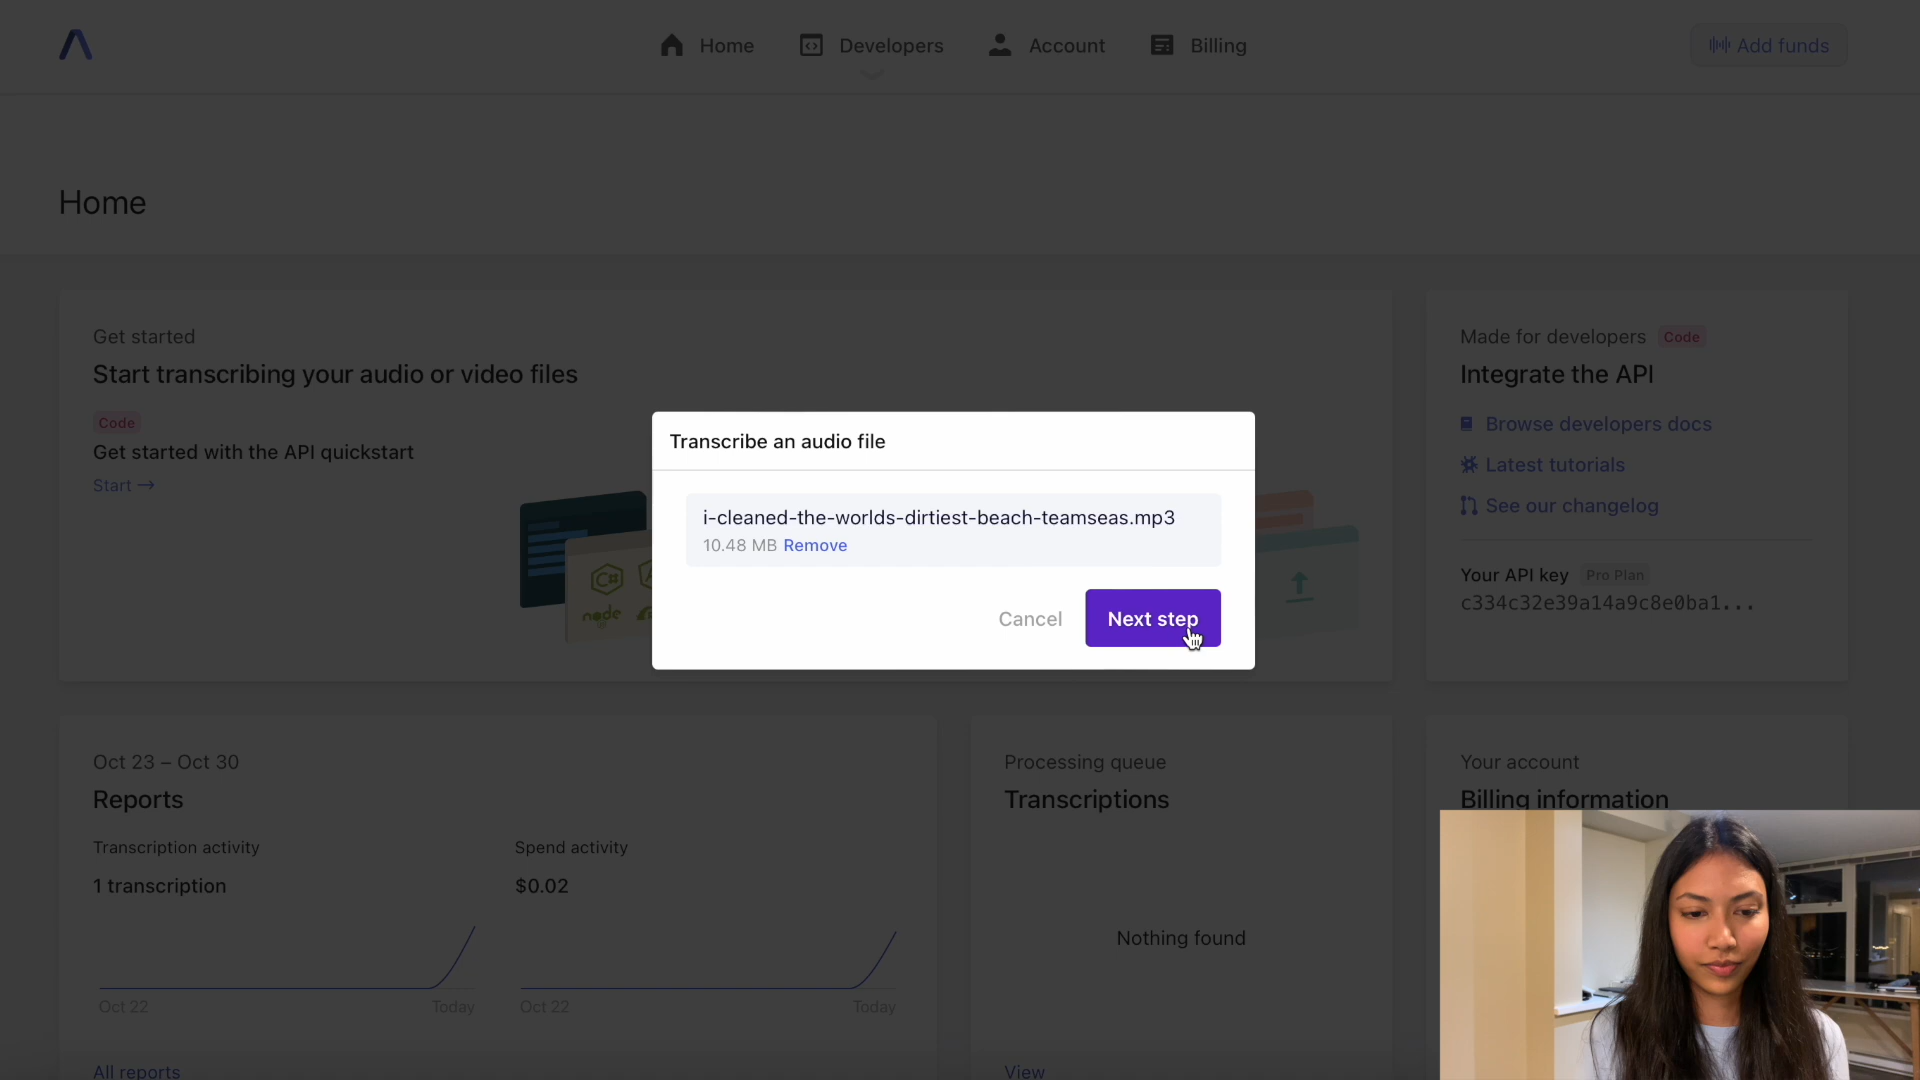 Home
Developers
Account
Billing
Add funds
Home
Get started
Start transcribing your audio or video files
Code
Get started with the API quickstart
Start →
C#
node
Made for developers Code
Integrate the API
Browse developers docs
Latest tutorials
See our changelog
Your API key Pro Plan
c334c32e39a14a9c8e0ba1...
Transcribe an audio file
i-cleaned-the-worlds-dirtiest-beach-teamseas.mp3
10.48 MB Remove
Cancel
Next step
Oct 23 – Oct 30
Reports
Transcription activity
1 transcription
Oct 22
Today
Spend activity
$0.02
Oct 22
Today
All reports
Processing queue
Transcriptions
Nothing found
View
Your account
Billing information